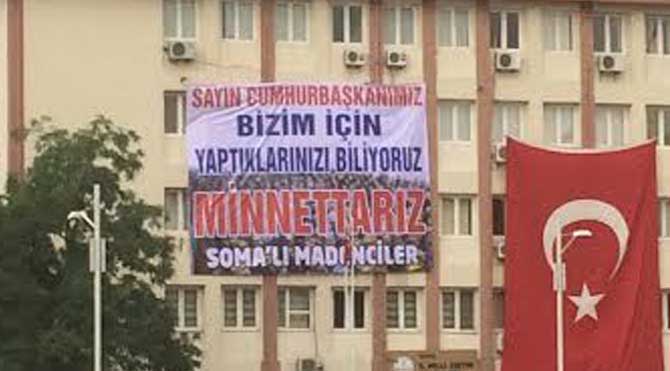 SAYIN CUMHURBAŞKANIMIZ
BİZİM İÇİN
YAPTIKLARINIZI BİLİYORUZ
MİNNETTARIZ
SOMA'LI MADENCİLER